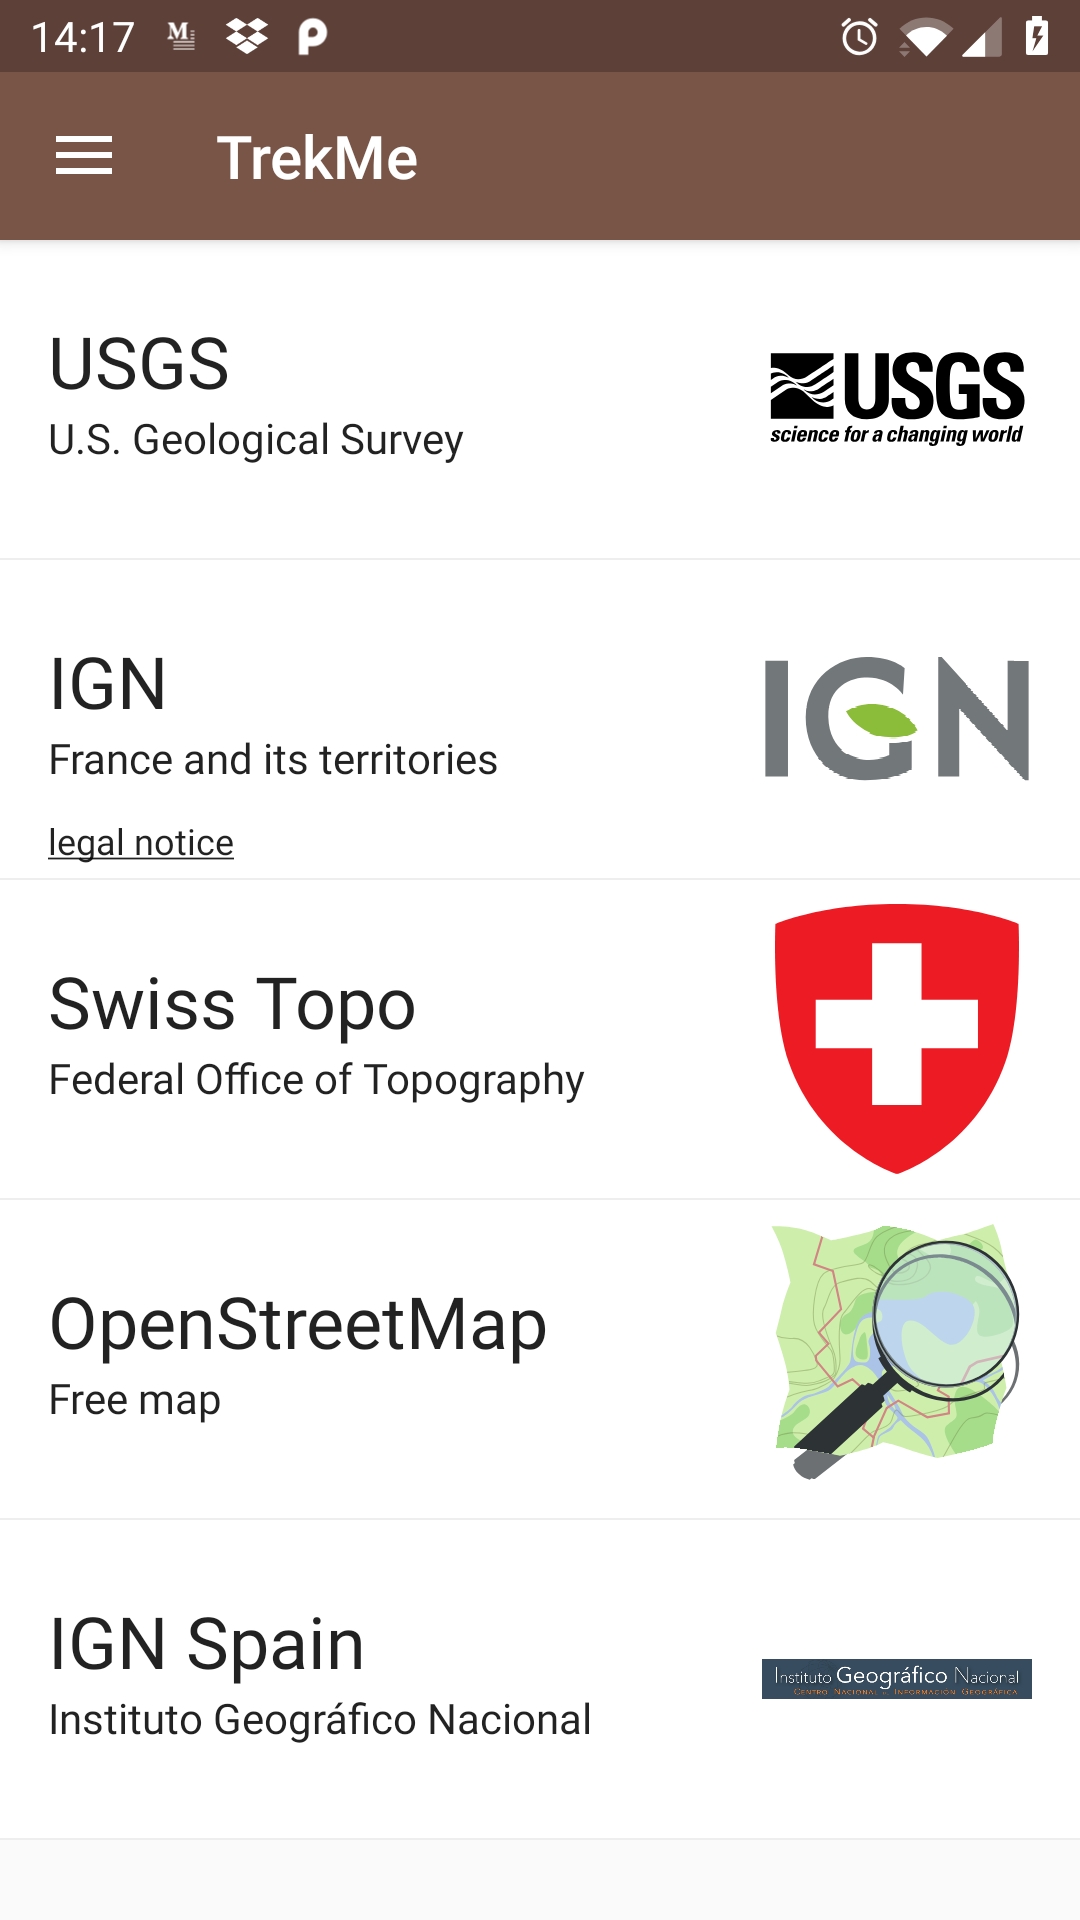 14:17
TrekMe
USGS
U.S. Geological Survey
USGS
science for a changing world
IGN
France and its territories
legal notice
IGN
Swiss Topo
Federal Office of Topography
OpenStreetMap
Free map
IGN Spain
Instituto Geográfico Nacional
Instituto Geográfico Nacional
Centro Nacional de Información Geográfica